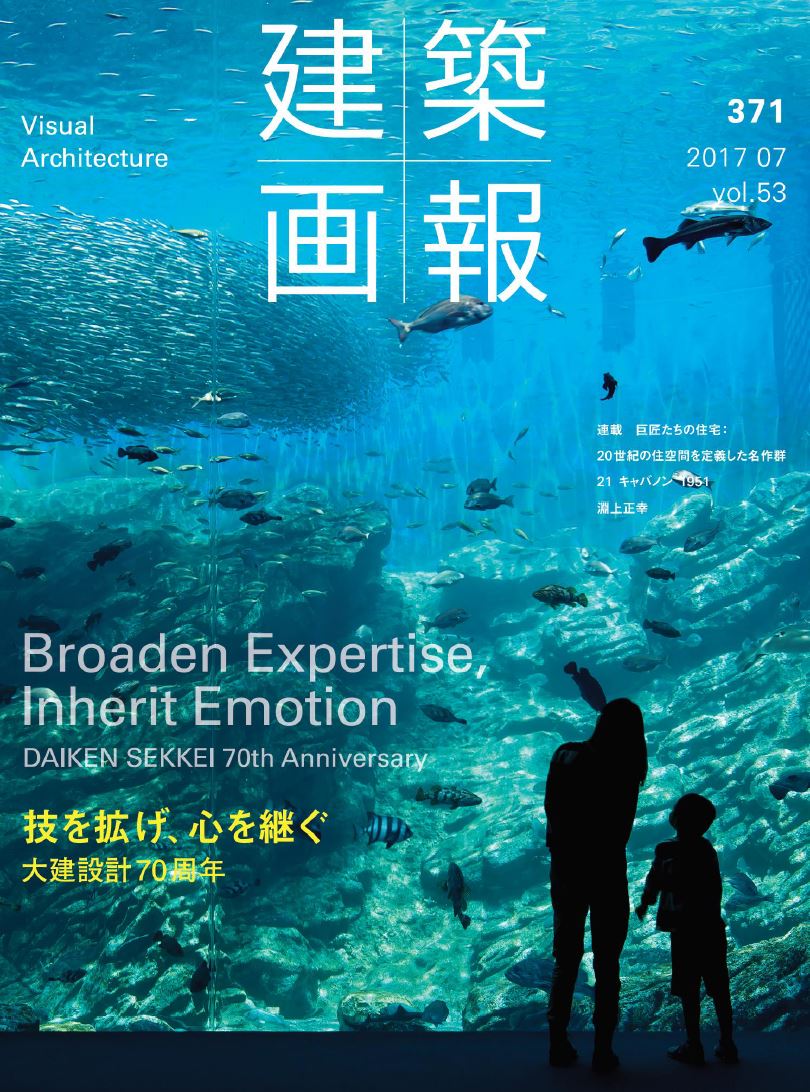 建築
画報
Visual
Architecture
371
2017 07
vol.53
連載　巨匠たちの住宅：
20世紀の住空間を定義した名作群
21 キャバノン 1951
淵上正幸
Broaden Expertise,
Inherit Emotion
DAIKEN SEKKEI 70th Anniversary
技を拡げ、心を継ぐ
大建設計70周年